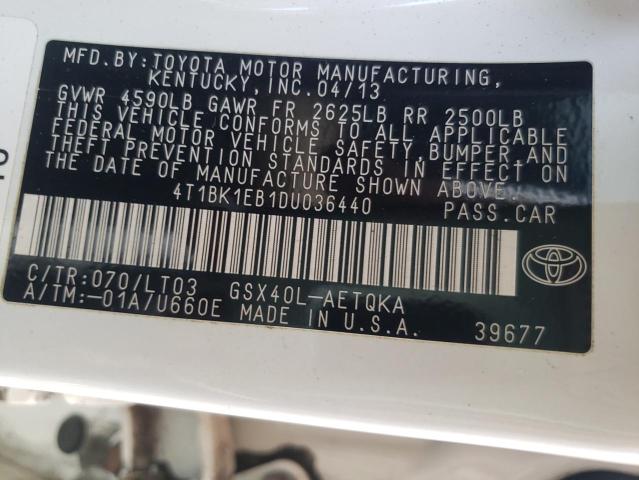 MFD. BY: TOYOTA MOTOR MANUFACTURING,
KENTUCKY, INC. 04/13
GVWR 4590LB GAWR FR 2625LB RR 2500LB
THIS VEHICLE CONFORMS TO ALL APPLICABLE
FEDERAL MOTOR VEHICLE SAFETY, BUMPER, AND
THEFT PREVENTION STANDARDS IN EFFECT ON
THE DATE OF MANUFACTURE SHOWN ABOVE.
4T1BK1EB1DU036440 PASS. CAR
C/TR: 070/LT03 GSX40L-AETQKA
A/TM: -01A/U660E MADE IN U.S.A. 39677